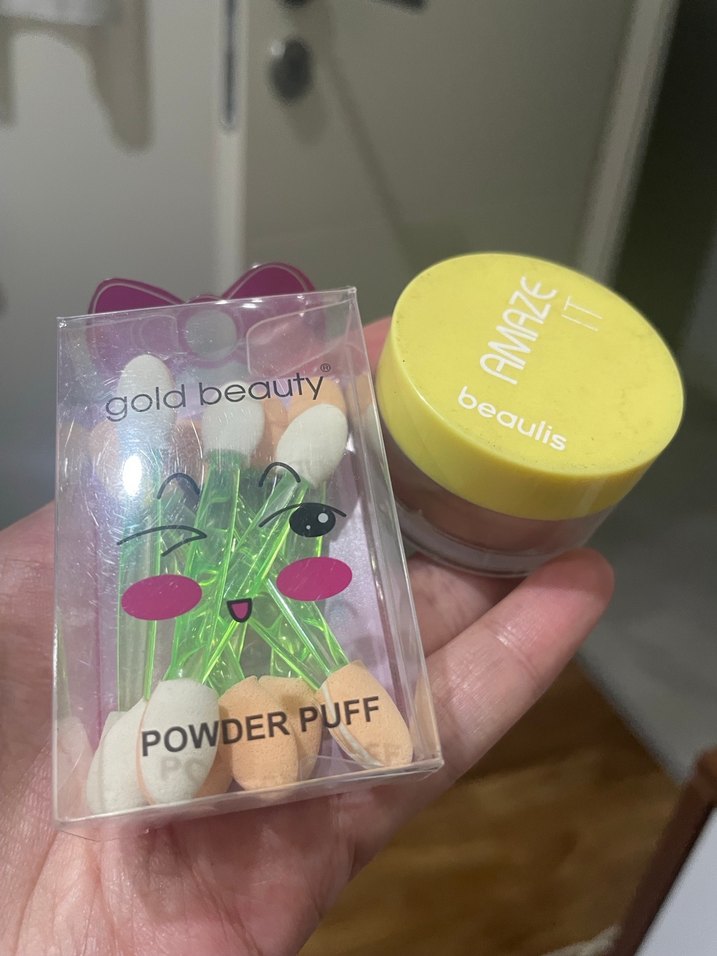 gold beauty®
POWDER PUFF
AMAZE
IT
beaulis